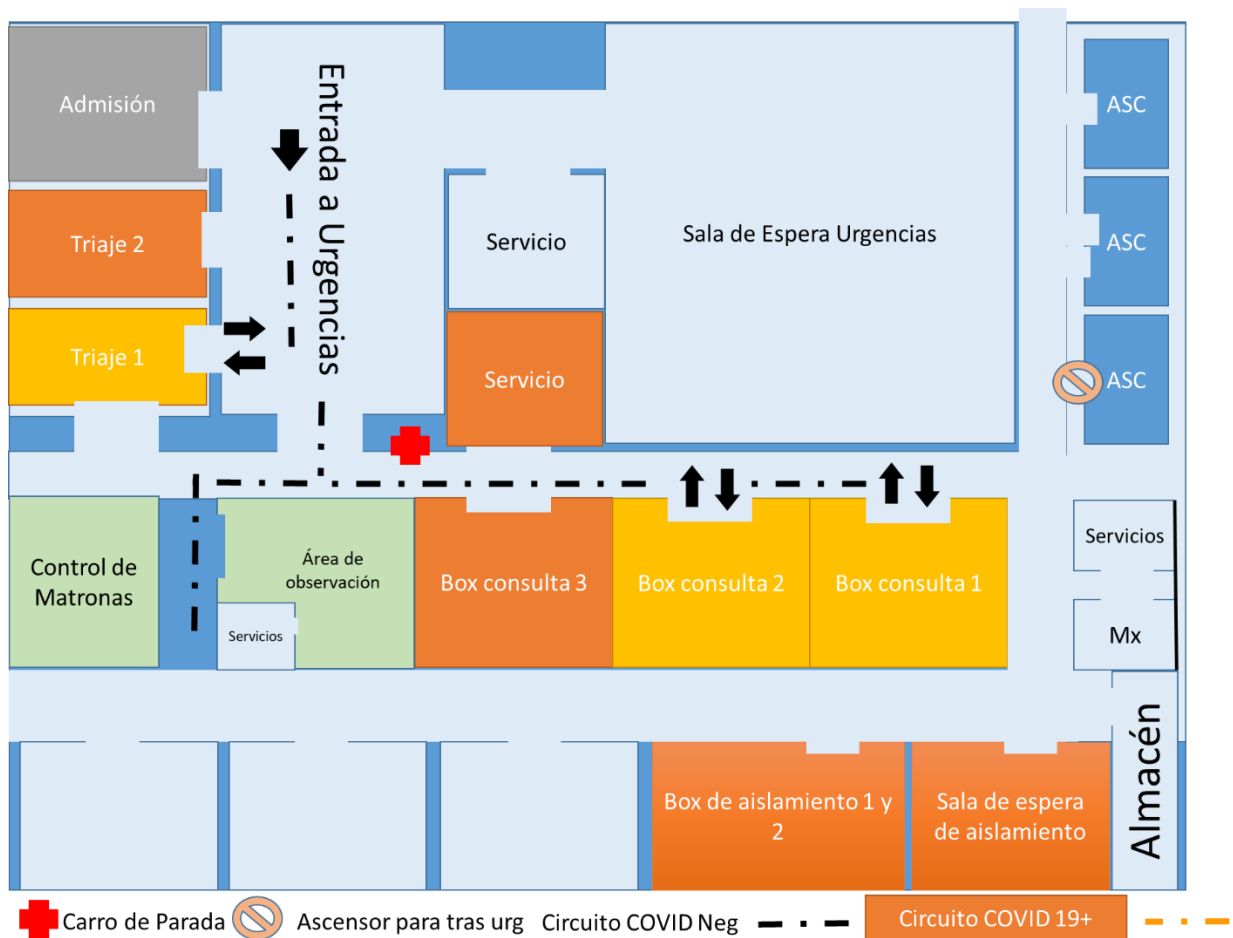 Admisión
Entrada a Urgencias
ASC
Triaje 2
Servicio
Sala de Espera Urgencias
ASC
Triaje 1
Servicio
ASC
Control de
Matronas
Área de
observación
Servicios
Box consulta 3
Box consulta 2
Box consulta 1
Servicios
Mx
Almacén
Box de aislamiento 1 y
2
Sala de espera
de aislamiento
Carro de Parada
Ascensor para tras urg
Circuito COVID Neg
Circuito COVID 19+